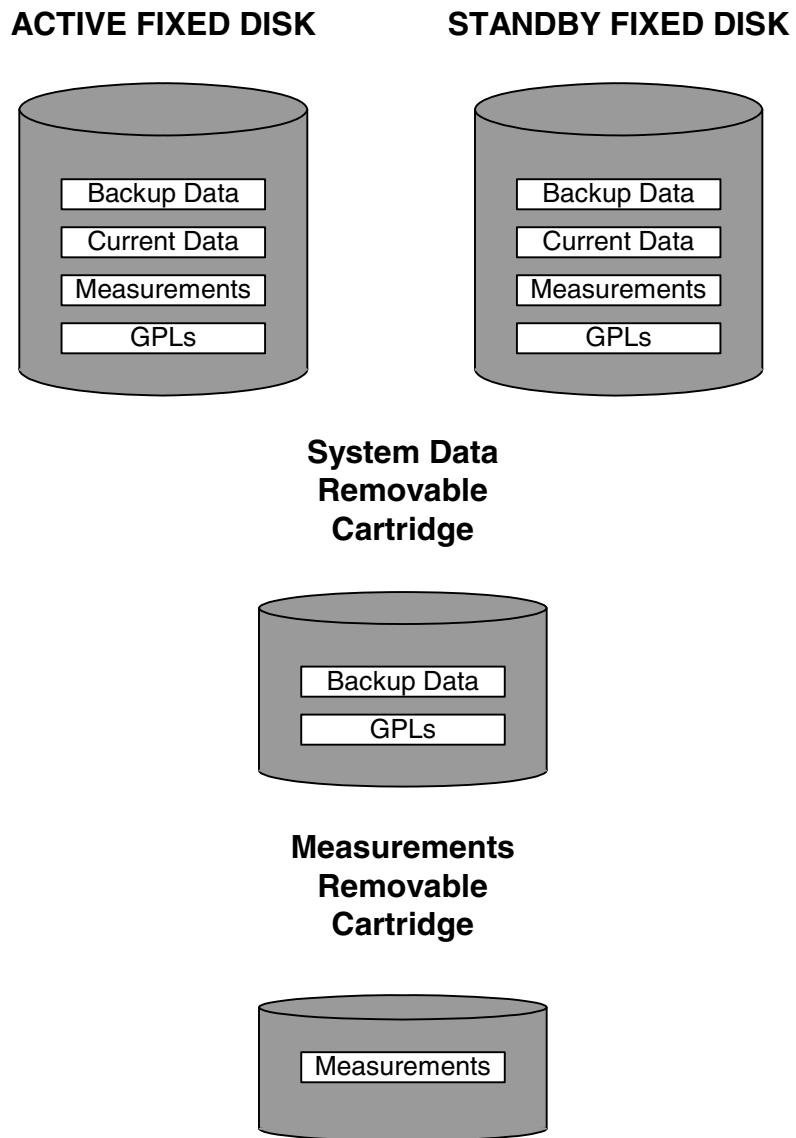 ACTIVE FIXED DISK
Backup Data
Current Data
Measurements
GPLs
STANDBY FIXED DISK
Backup Data
Current Data
Measurements
GPLs
System Data
Removable
Cartridge
Backup Data
GPLs
Measurements
Removable
Cartridge
Measurements